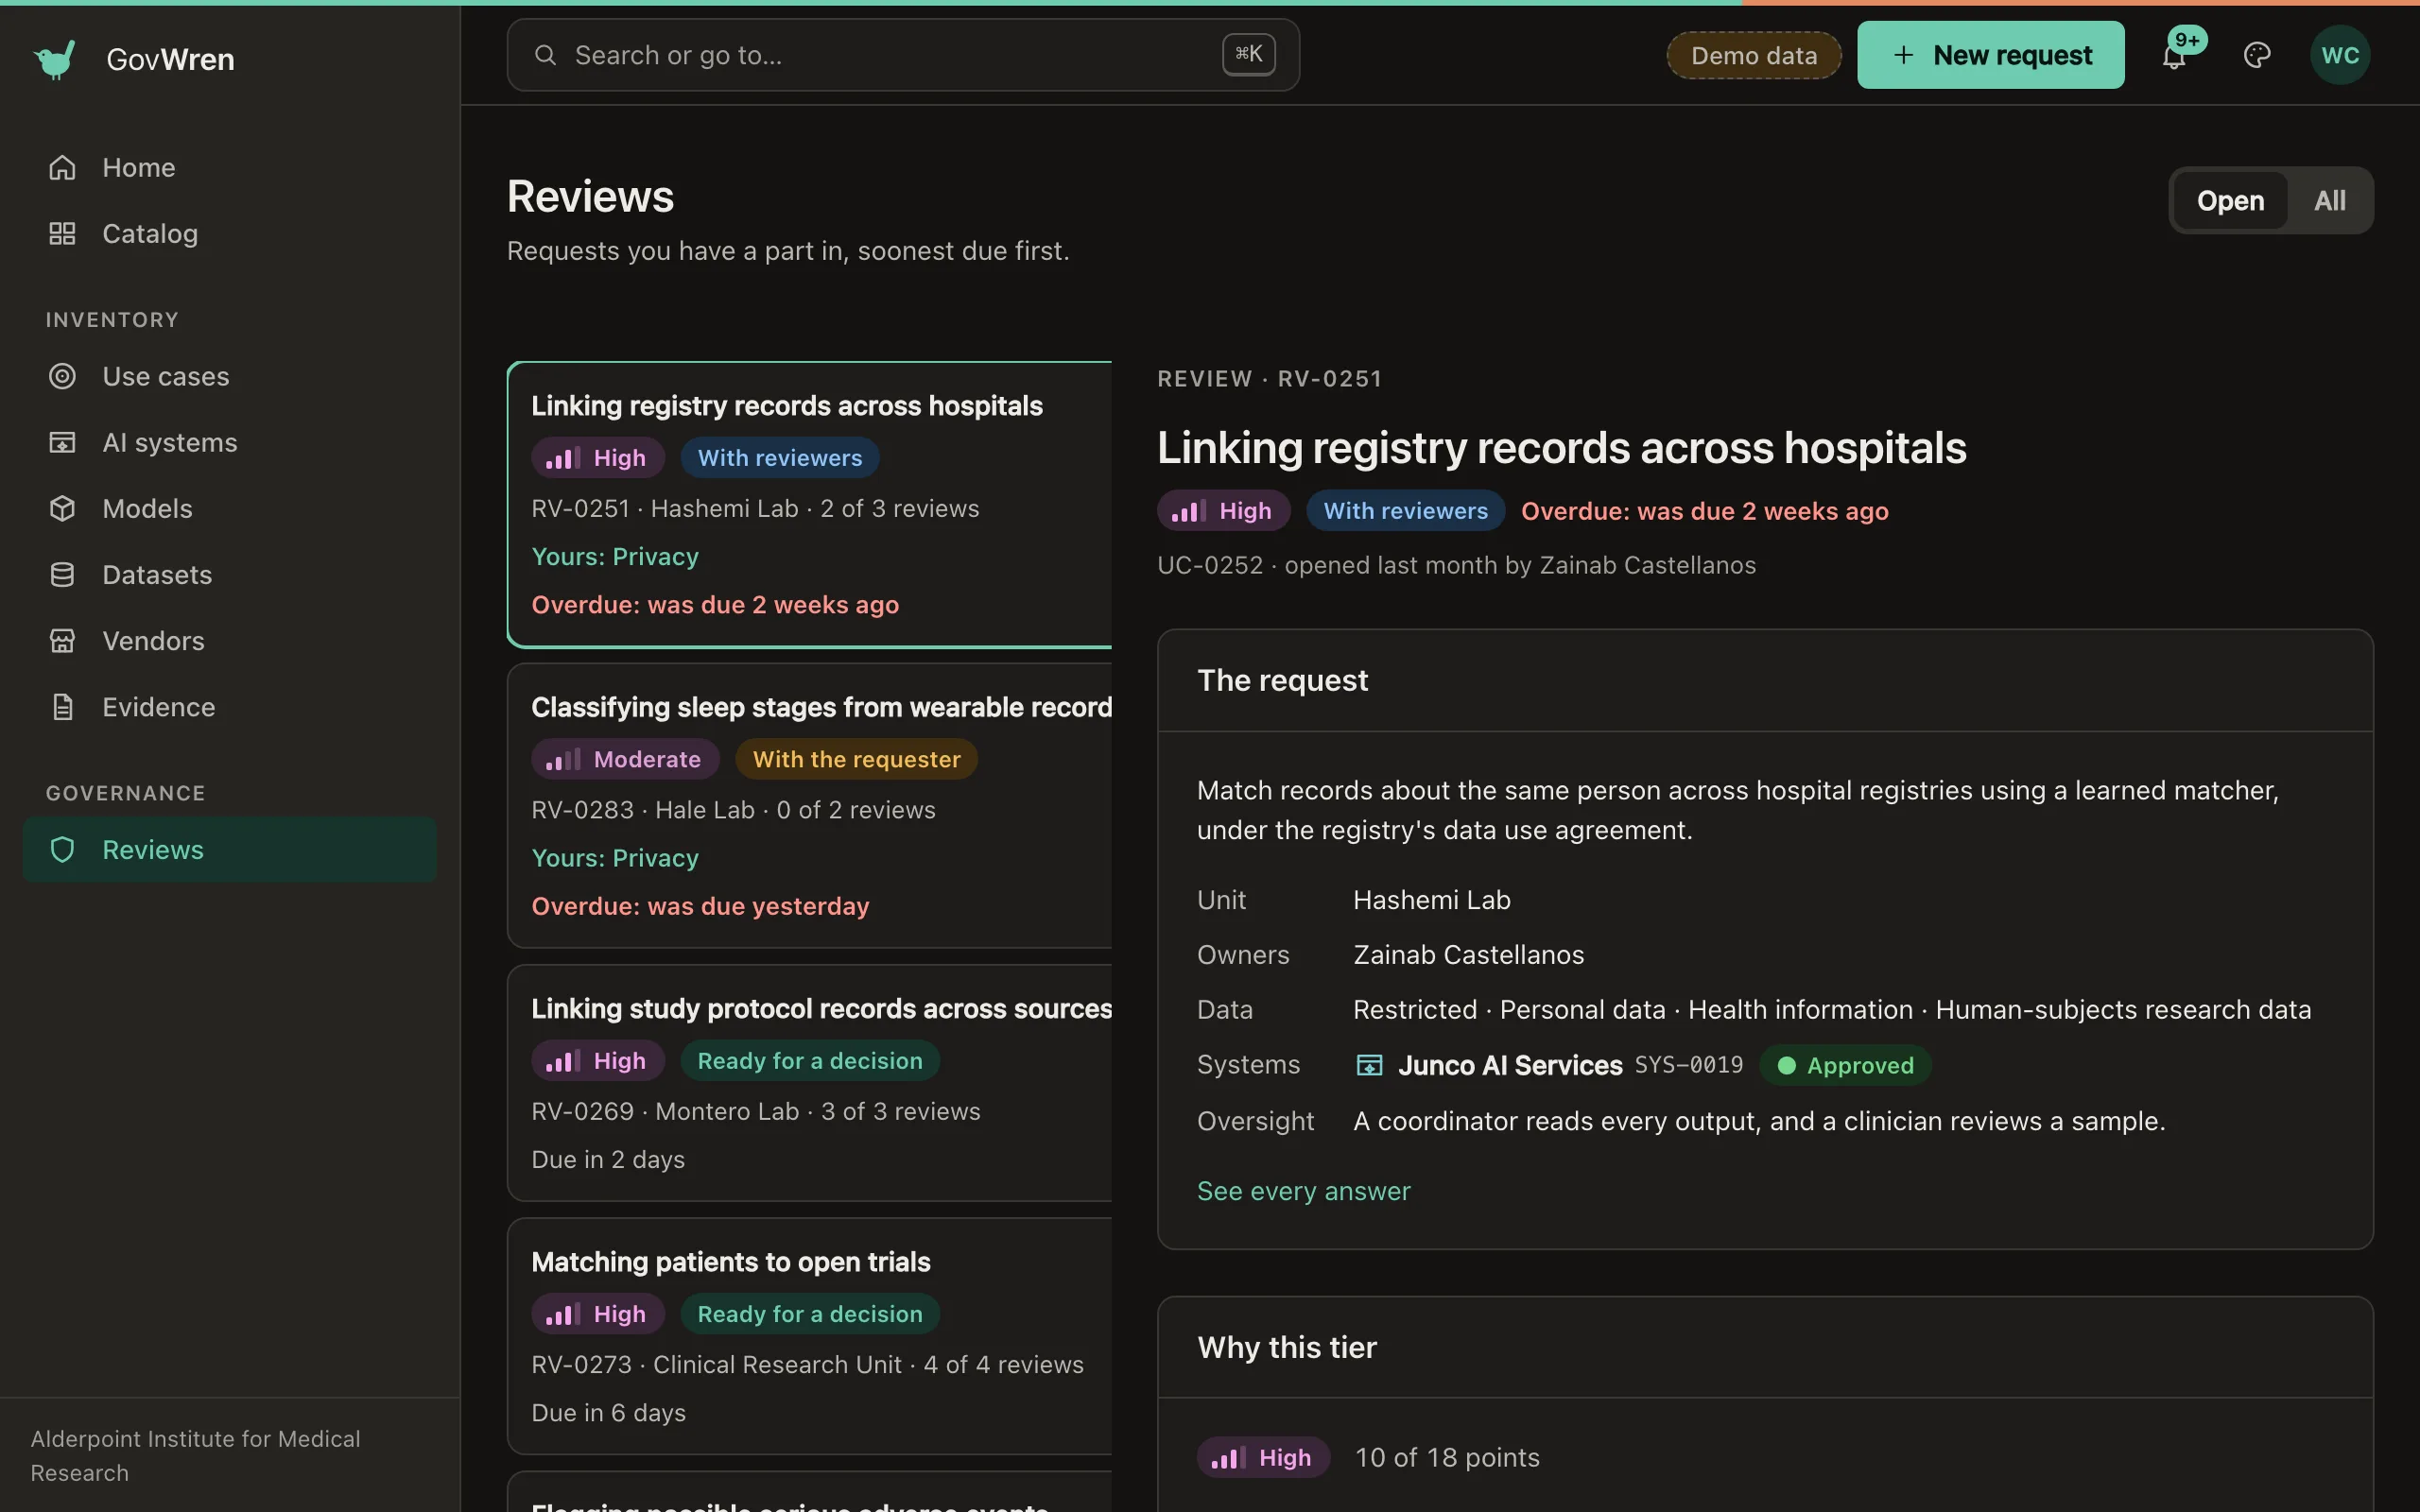 GovWren
Search or go to...
⌘K
Demo data
New request
9+
WC
Home
Catalog
INVENTORY
Use cases
AI systems
Models
Datasets
Vendors
Evidence
GOVERNANCE
Reviews
Alderpoint Institute for Medical
Research
Reviews
Requests you have a part in, soonest due first.
Open
All
Linking registry records across hospitals
High
With reviewers
RV-0251 · Hashemi Lab · 2 of 3 reviews
Yours: Privacy
Overdue: was due 2 weeks ago
Classifying sleep stages from wearable record
Moderate
With the requester
RV-0283 · Hale Lab · 0 of 2 reviews
Yours: Privacy
Overdue: was due yesterday
Linking study protocol records across sources
High
Ready for a decision
RV-0269 · Montero Lab · 3 of 3 reviews
Due in 2 days
Matching patients to open trials
High
Ready for a decision
RV-0273 · Clinical Research Unit · 4 of 4 reviews
Due in 6 days
Flagging possible serious adverse events
REVIEW · RV-0251
Linking registry records across hospitals
High
With reviewers
Overdue: was due 2 weeks ago
UC-0252 · opened last month by Zainab Castellanos
The request
Match records about the same person across hospital registries using a learned matcher,
under the registry's data use agreement.
Unit Hashemi Lab
Owners Zainab Castellanos
Data Restricted · Personal data · Health information · Human-subjects research data
Systems Junco AI Services SYS-0019 Approved
Oversight A coordinator reads every output, and a clinician reviews a sample.
See every answer
Why this tier
High
10 of 18 points